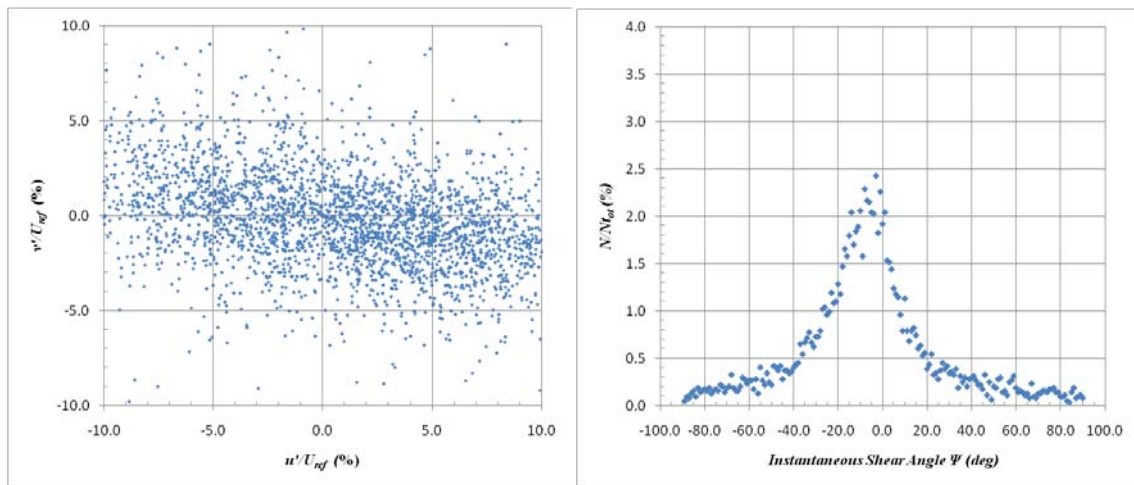 10.0
5.0
0.0
-5.0
-10.0
v'/Uref (%)
-10.0 -5.0 0.0 5.0 10.0
u'/Uref (%)
4.0
3.5
3.0
2.5
2.0
1.5
1.0
0.5
0.0
N/Ntot (%)
-100.0 -80.0 -60.0 -40.0 -20.0 0.0 20.0 40.0 60.0 80.0 100.0
Instantaneous Shear Angle Ψ (deg)